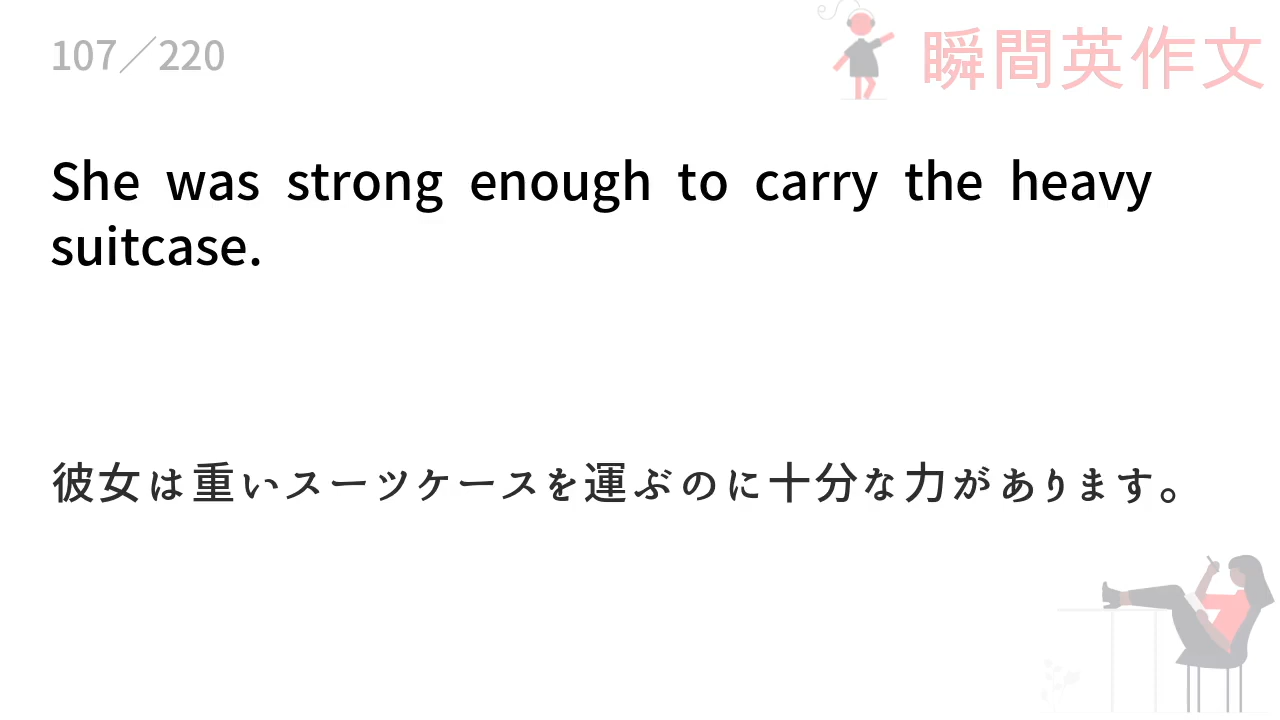 107／220
瞬間英作文
She was strong enough to carry the heavy
suitcase.
彼女は重いスーツケースを運ぶのに十分な力があります。